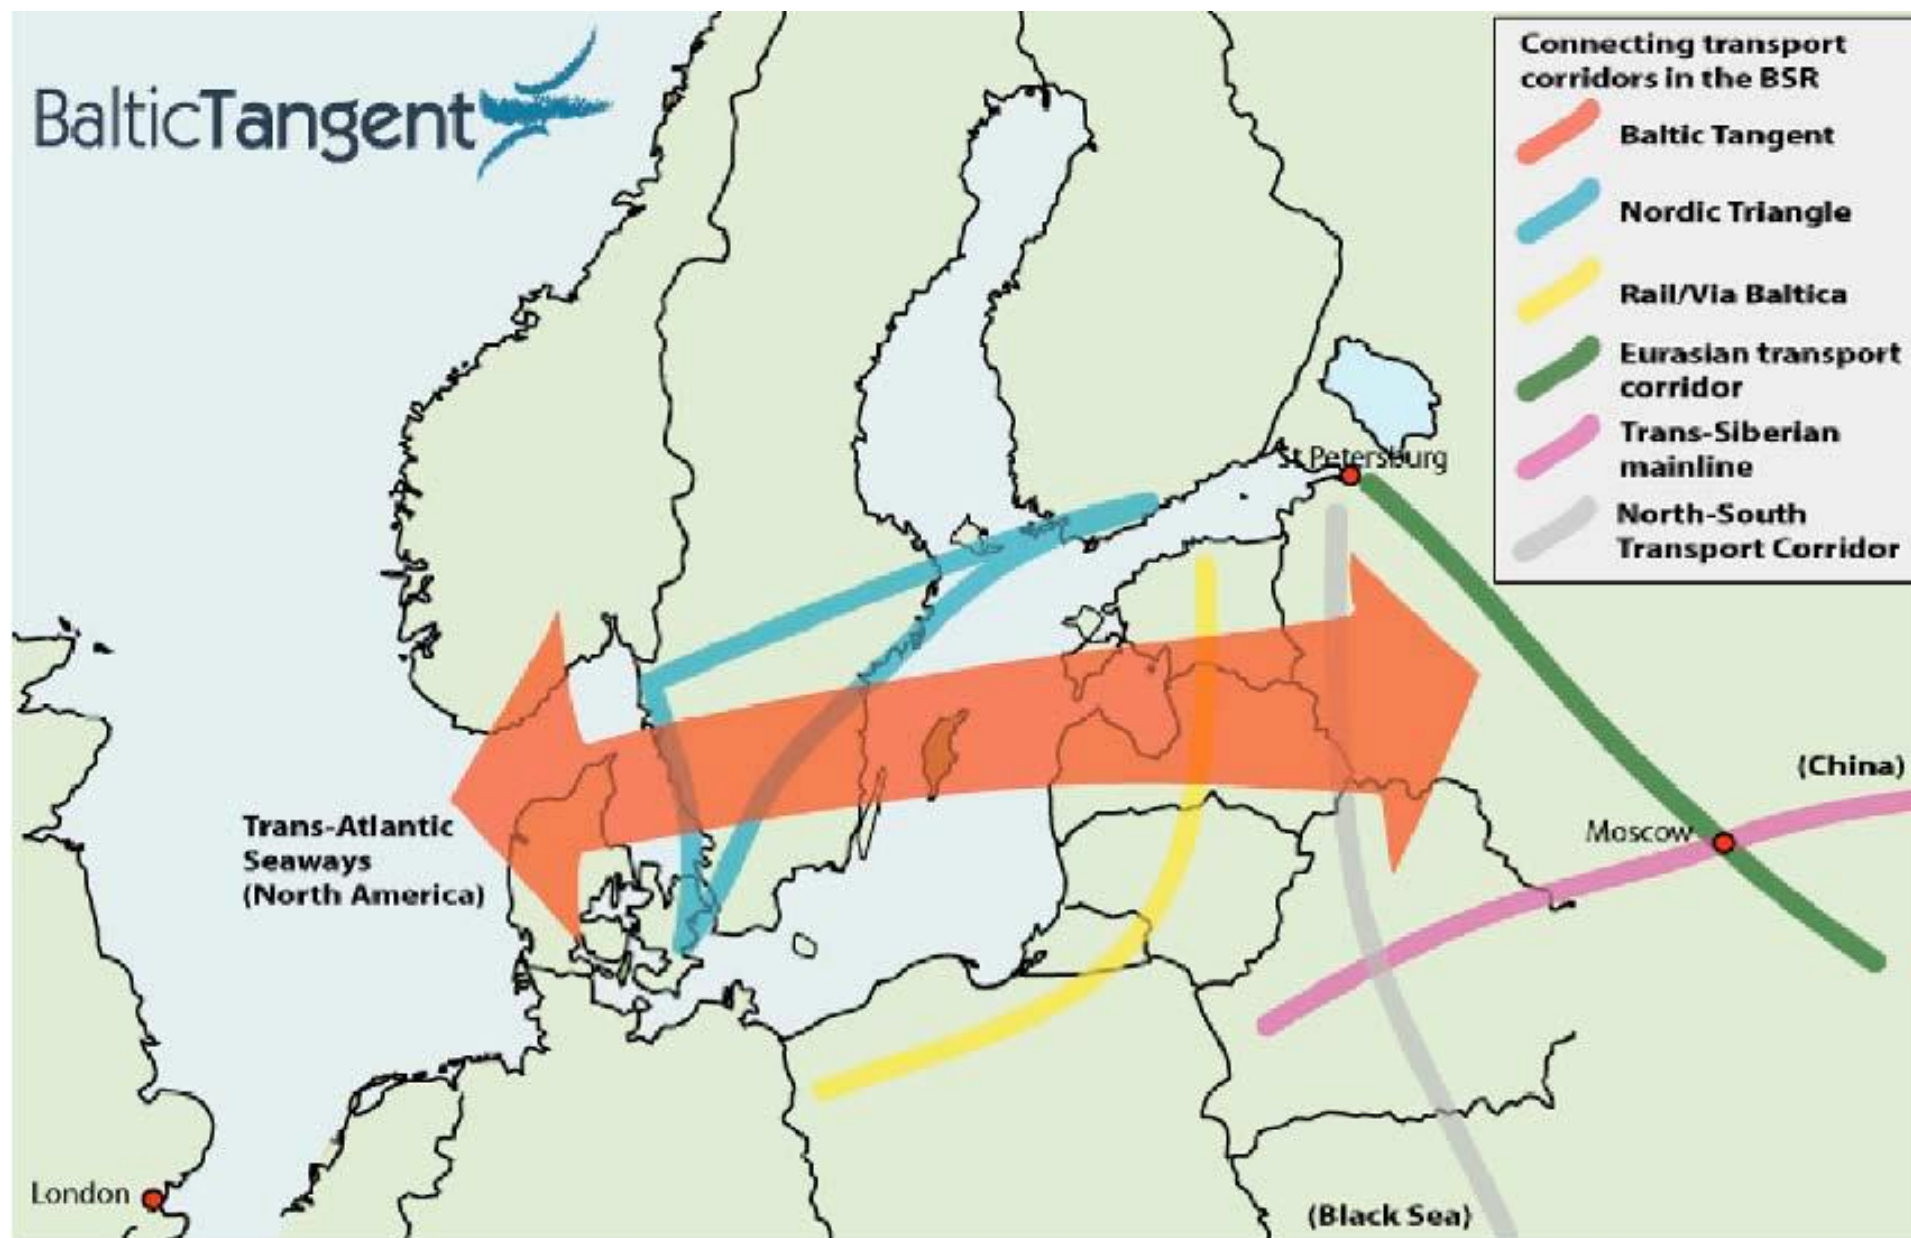 BalticTangent
Connecting transport
corridors in the BSR
Baltic Tangent
Nordic Triangle
Rail/Via Baltica
Eurasian transport
corridor
Trans-Siberian
mainline
North-South
Transport Corridor
St Petersburg
(China)
Moscow
Trans-Atlantic
Seaways
(North America)
London
(Black Sea)